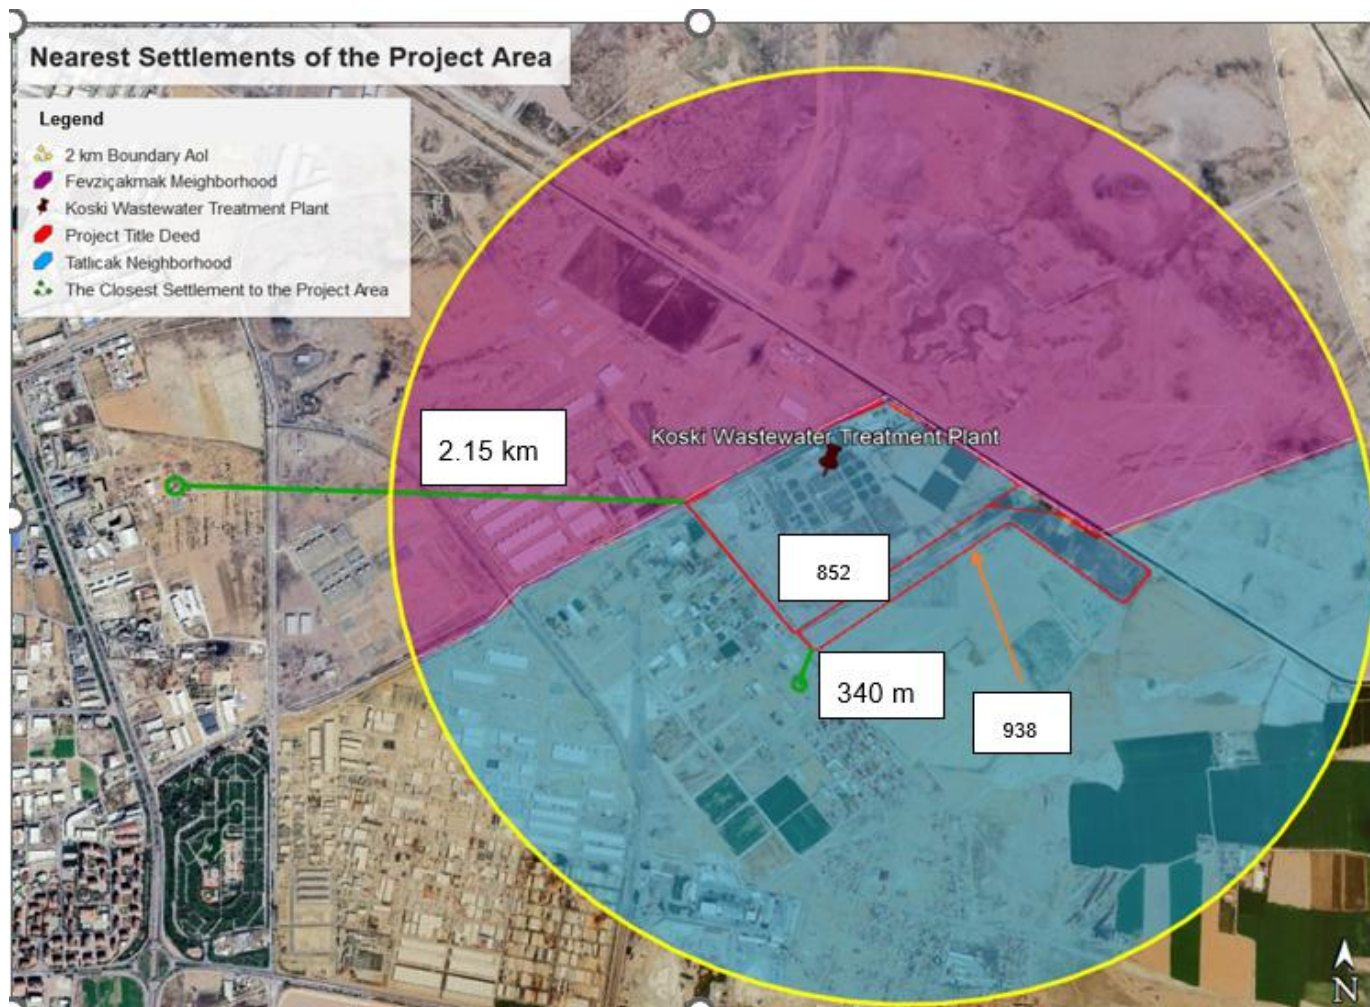 Nearest Settlements of the Project Area
Legend
2 km Boundary AoI
Fevziçakmak Meighborhood
Koski Wastewater Treatment Plant
Project Title Deed
Tatlıcak Neighborhood
The Closest Settlement to the Project Area
2.15 km
Koski Wastewater Treatment Plant
852
340 m
938
N